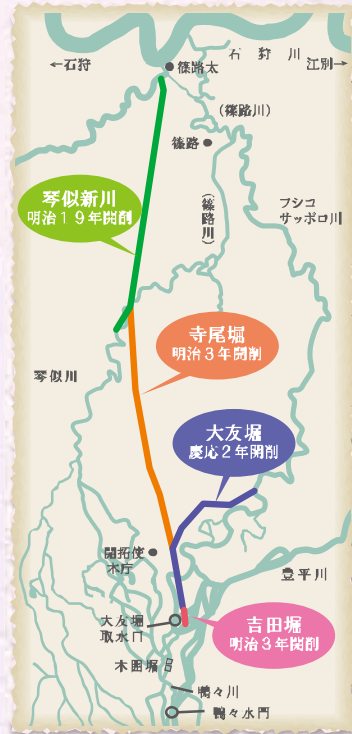 ←石狩
石狩川
江別→
篠路太
(篠路川)
篠路
(篠路川)
フシコ
サッポロ川
琴似新川
明治19年開削
寺尾堀
明治3年開削
琴似川
大友堀
慶応2年開削
開拓使
本庁
豊平川
大友堀
取水口
吉田堀
明治3年開削
木囲堀
鴨々川
鴨々水門